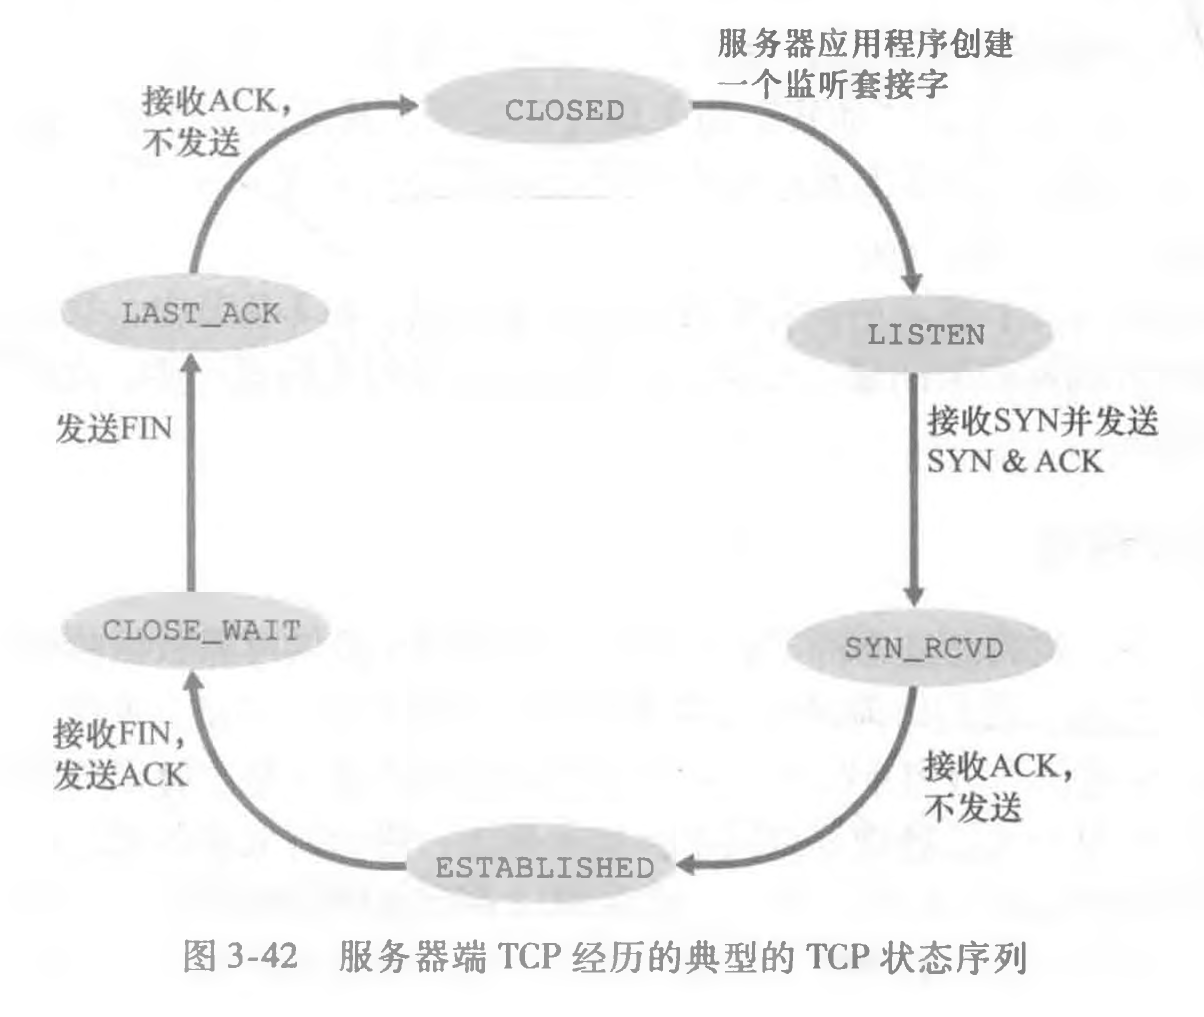 服务器应用程序创建
一个监听套接字
接收ACK,
不发送
CLOSED
LAST_ACK
LISTEN
发送FIN
接收SYN并发送
SYN & ACK
CLOSE_WAIT
SYN_RCVD
接收FIN,
发送ACK
接收ACK,
不发送
ESTABLISHED
图 3-42 服务器端 TCP 经历的典型的 TCP 状态序列